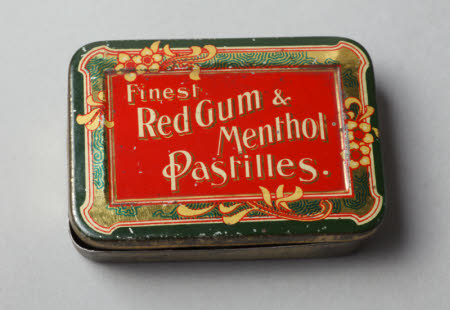 Finest
Red Gum &
Menthol
Pastilles.